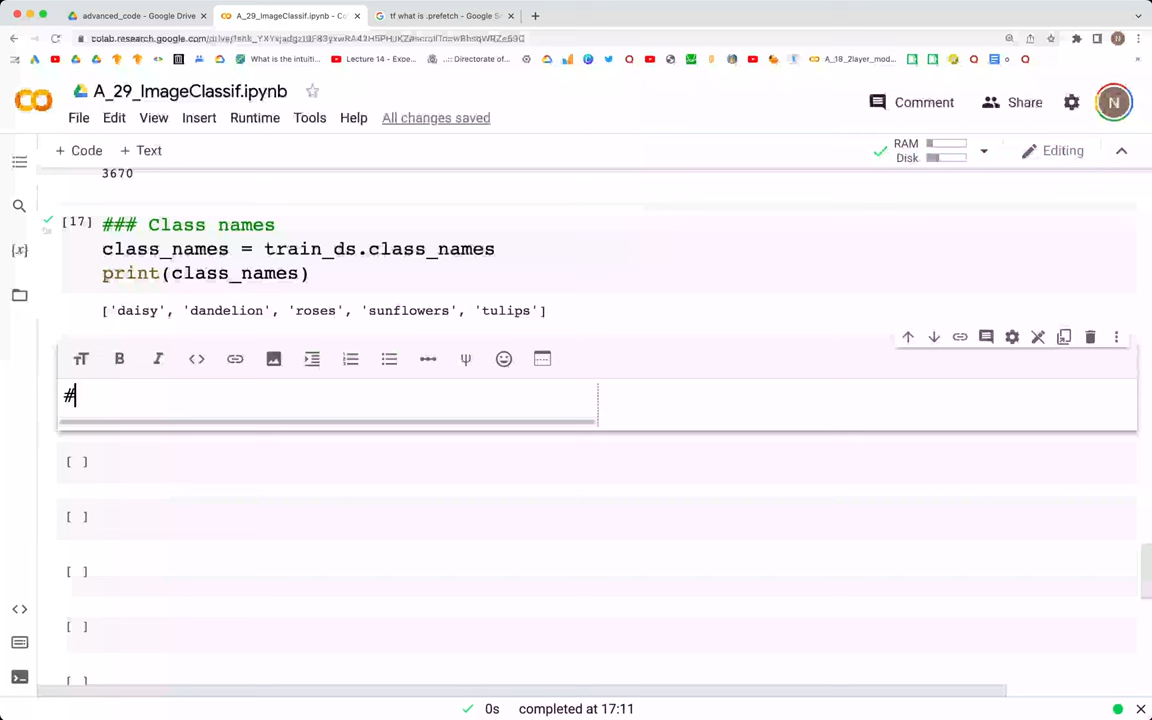 advanced_code - Google Drive
A_29_ImageClassif.ipynb - Co
tf what is .prefetch - Google Se
What is the intuiti...
Lecture 14 - Expe...
..:: Directorate of...
A_18_2layer_mod...
A_29_ImageClassif.ipynb
Comment
Share
N
File Edit View Insert Runtime Tools Help All changes saved
+ Code + Text
RAM
Disk
Editing
3670
[17] ### Class names
0s
class_names = train_ds.class_names
print(class_names)
['daisy', 'dandelion', 'roses', 'sunflowers', 'tulips']
#
[ ]
[ ]
[ ]
[ ]
[ ]
0s completed at 17:11